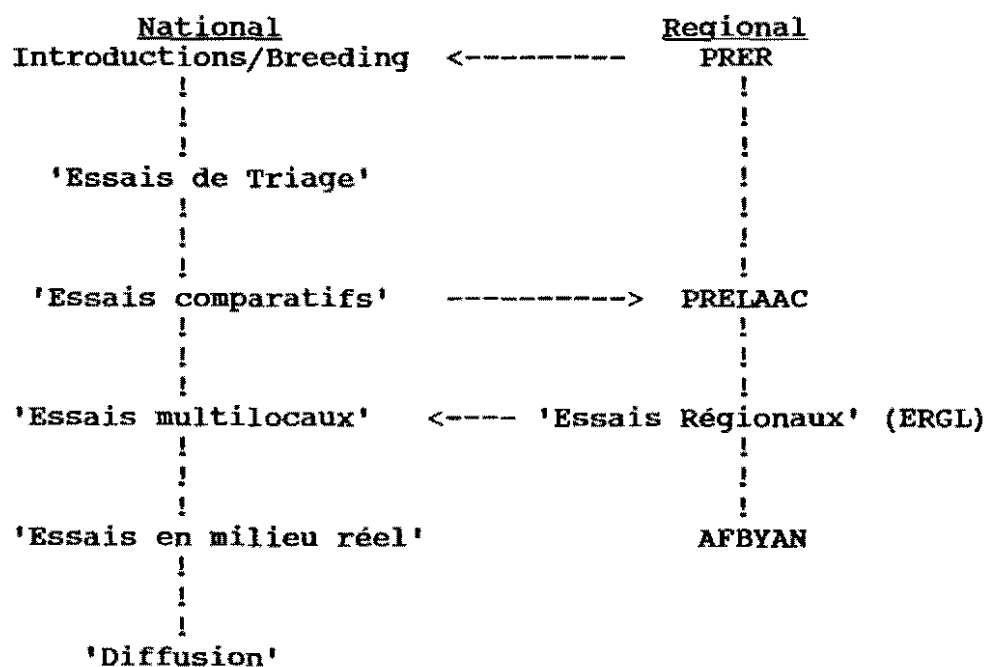 National Regional
Introductions/Breeding <--------- PRER
! !
! !
! !
'Essais de Triage' !
! !
! !
! !
'Essais comparatifs' ----------> PRELAAC
! !
! !
! !
'Essais multilocaux' <---- 'Essais Régionaux' (ERGL)
! !
! !
! !
'Essais en milieu réel' AFBYAN
!
!
!
'Diffusion'